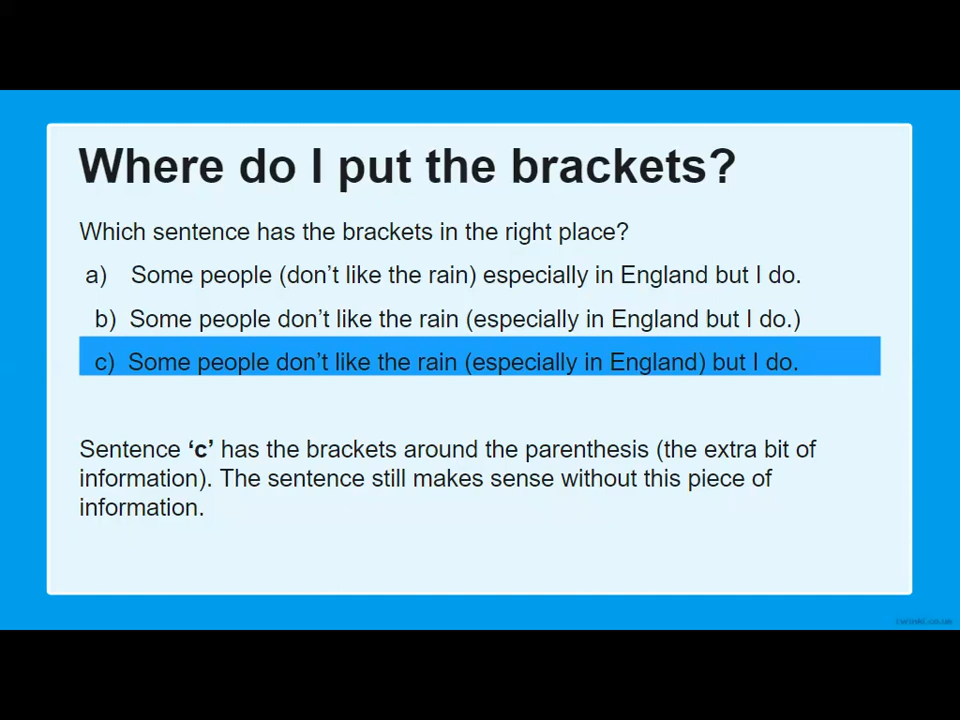 Where do I put the brackets?
Which sentence has the brackets in the right place?
a) Some people (don’t like the rain) especially in England but I do.
b) Some people don’t like the rain (especially in England but I do.)
c) Some people don’t like the rain (especially in England) but I do.
Sentence ‘c’ has the brackets around the parenthesis (the extra bit of
information). The sentence still makes sense without this piece of
information.
twinkl.co.uk